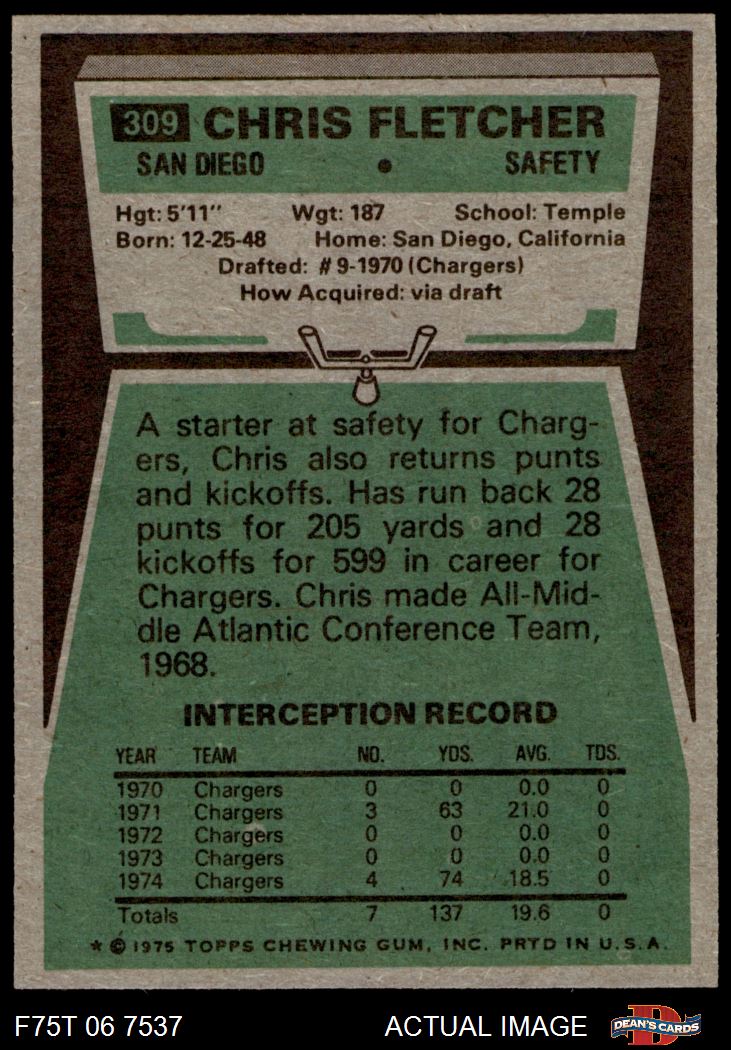 309 CHRIS FLETCHER
SAN DIEGO • SAFETY
Hgt: 5'11" Wgt: 187 School: Temple
Born: 12-25-48 Home: San Diego, California
Drafted: #9-1970 (Chargers)
How Acquired: via draft
A starter at safety for Charg-
ers, Chris also returns punts
and kickoffs. Has run back 28
punts for 205 yards and 28
kickoffs for 599 in career for
Chargers. Chris made All-Mid-
dle Atlantic Conference Team,
1968.
INTERCEPTION RECORD
YEAR TEAM NO. YDS. AVG. TDS.
1970 Chargers 0 0 0.0 0
1971 Chargers 3 63 21.0 0
1972 Chargers 0 0 0.0 0
1973 Chargers 0 0 0.0 0
1974 Chargers 4 74 18.5 0
Totals 7 137 19.6 0
* © 1975 TOPPS CHEWING GUM, INC. PRTD IN U.S.A.
F75T 06 7537 ACTUAL IMAGE D DEAN'S CARDS